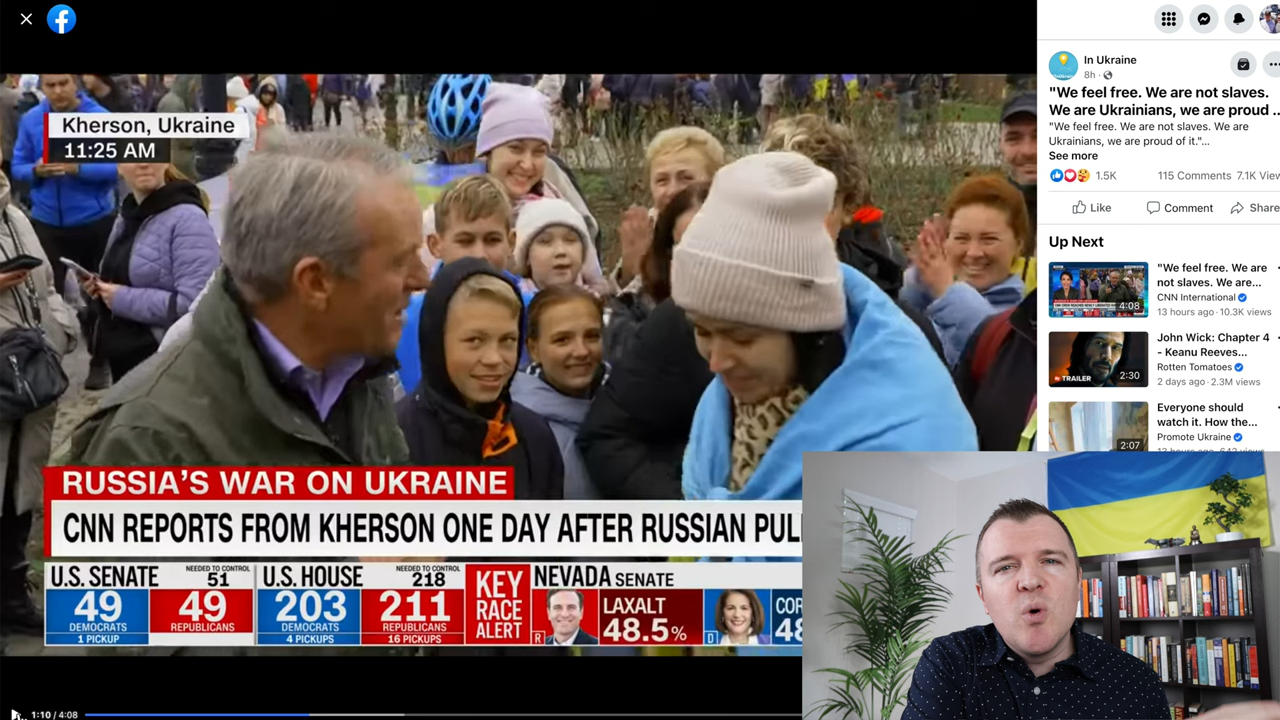 Kherson, Ukraine
11:25 AM
RUSSIA'S WAR ON UKRAINE
CNN REPORTS FROM KHERSON ONE DAY AFTER RUSSIAN PUL
U.S. SENATE
NEEDED TO CONTROL
51
49
DEMOCRATS
1 PICKUP
49
REPUBLICANS
U.S. HOUSE
NEEDED TO CONTROL
218
203
DEMOCRATS
4 PICKUPS
211
REPUBLICANS
16 PICKUPS
KEY
RACE
ALERT
NEVADA SENATE
R
LAXALT
48.5%
D
COR
48
1:10 / 4:08
In Ukraine
8h ·
"We feel free. We are not slaves.
We are Ukrainians, we are proud ...
"We feel free. We are not slaves. We are
Ukrainians, we are proud of it."...
See more
1.5K
115 Comments 7.1K View
Like
Comment
Share
Up Next
4:08
"We feel free. We are
not slaves. We are...
CNN International
13 hours ago · 10.3K views
TRAILER
2:30
John Wick: Chapter 4
- Keanu Reeves...
Rotten Tomatoes
2 days ago · 2.3M views
2:07
Everyone should
watch it. How the...
Promote Ukraine